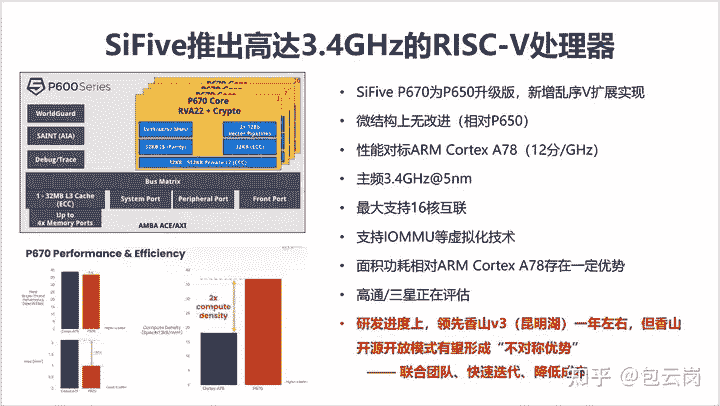 SiFive推出高达3.4GHz的RISC-V处理器
P600Series
WorldGuard
SAINT (AIA)
Debug/Trace
P670 Core
RVA22 + Crypto
Bus Matrix
1 - 32MB L3 Cache
(ECC)
System Port
Peripheral Port
Front Port
Up to
4x Memory Ports
AMBA ACE/AXI
P670 Performance & Efficiency
2x
compute
density
SiFive P670为P650升级版，新增乱序V扩展实现
微结构上无改进（相对P650）
性能对标ARM Cortex A78（12分/GHz）
主频3.4GHz@5nm
最大支持16核互联
支持IOMMU等虚拟化技术
面积功耗相对ARM Cortex A78存在一定优势
高通/三星正在评估
研发进度上，领先香山v3（昆明湖）一年左右，但香山
开源开放模式有望形成“不对称优势”
—— 联合团队、快速迭代、降低成本
知乎 @包云岗